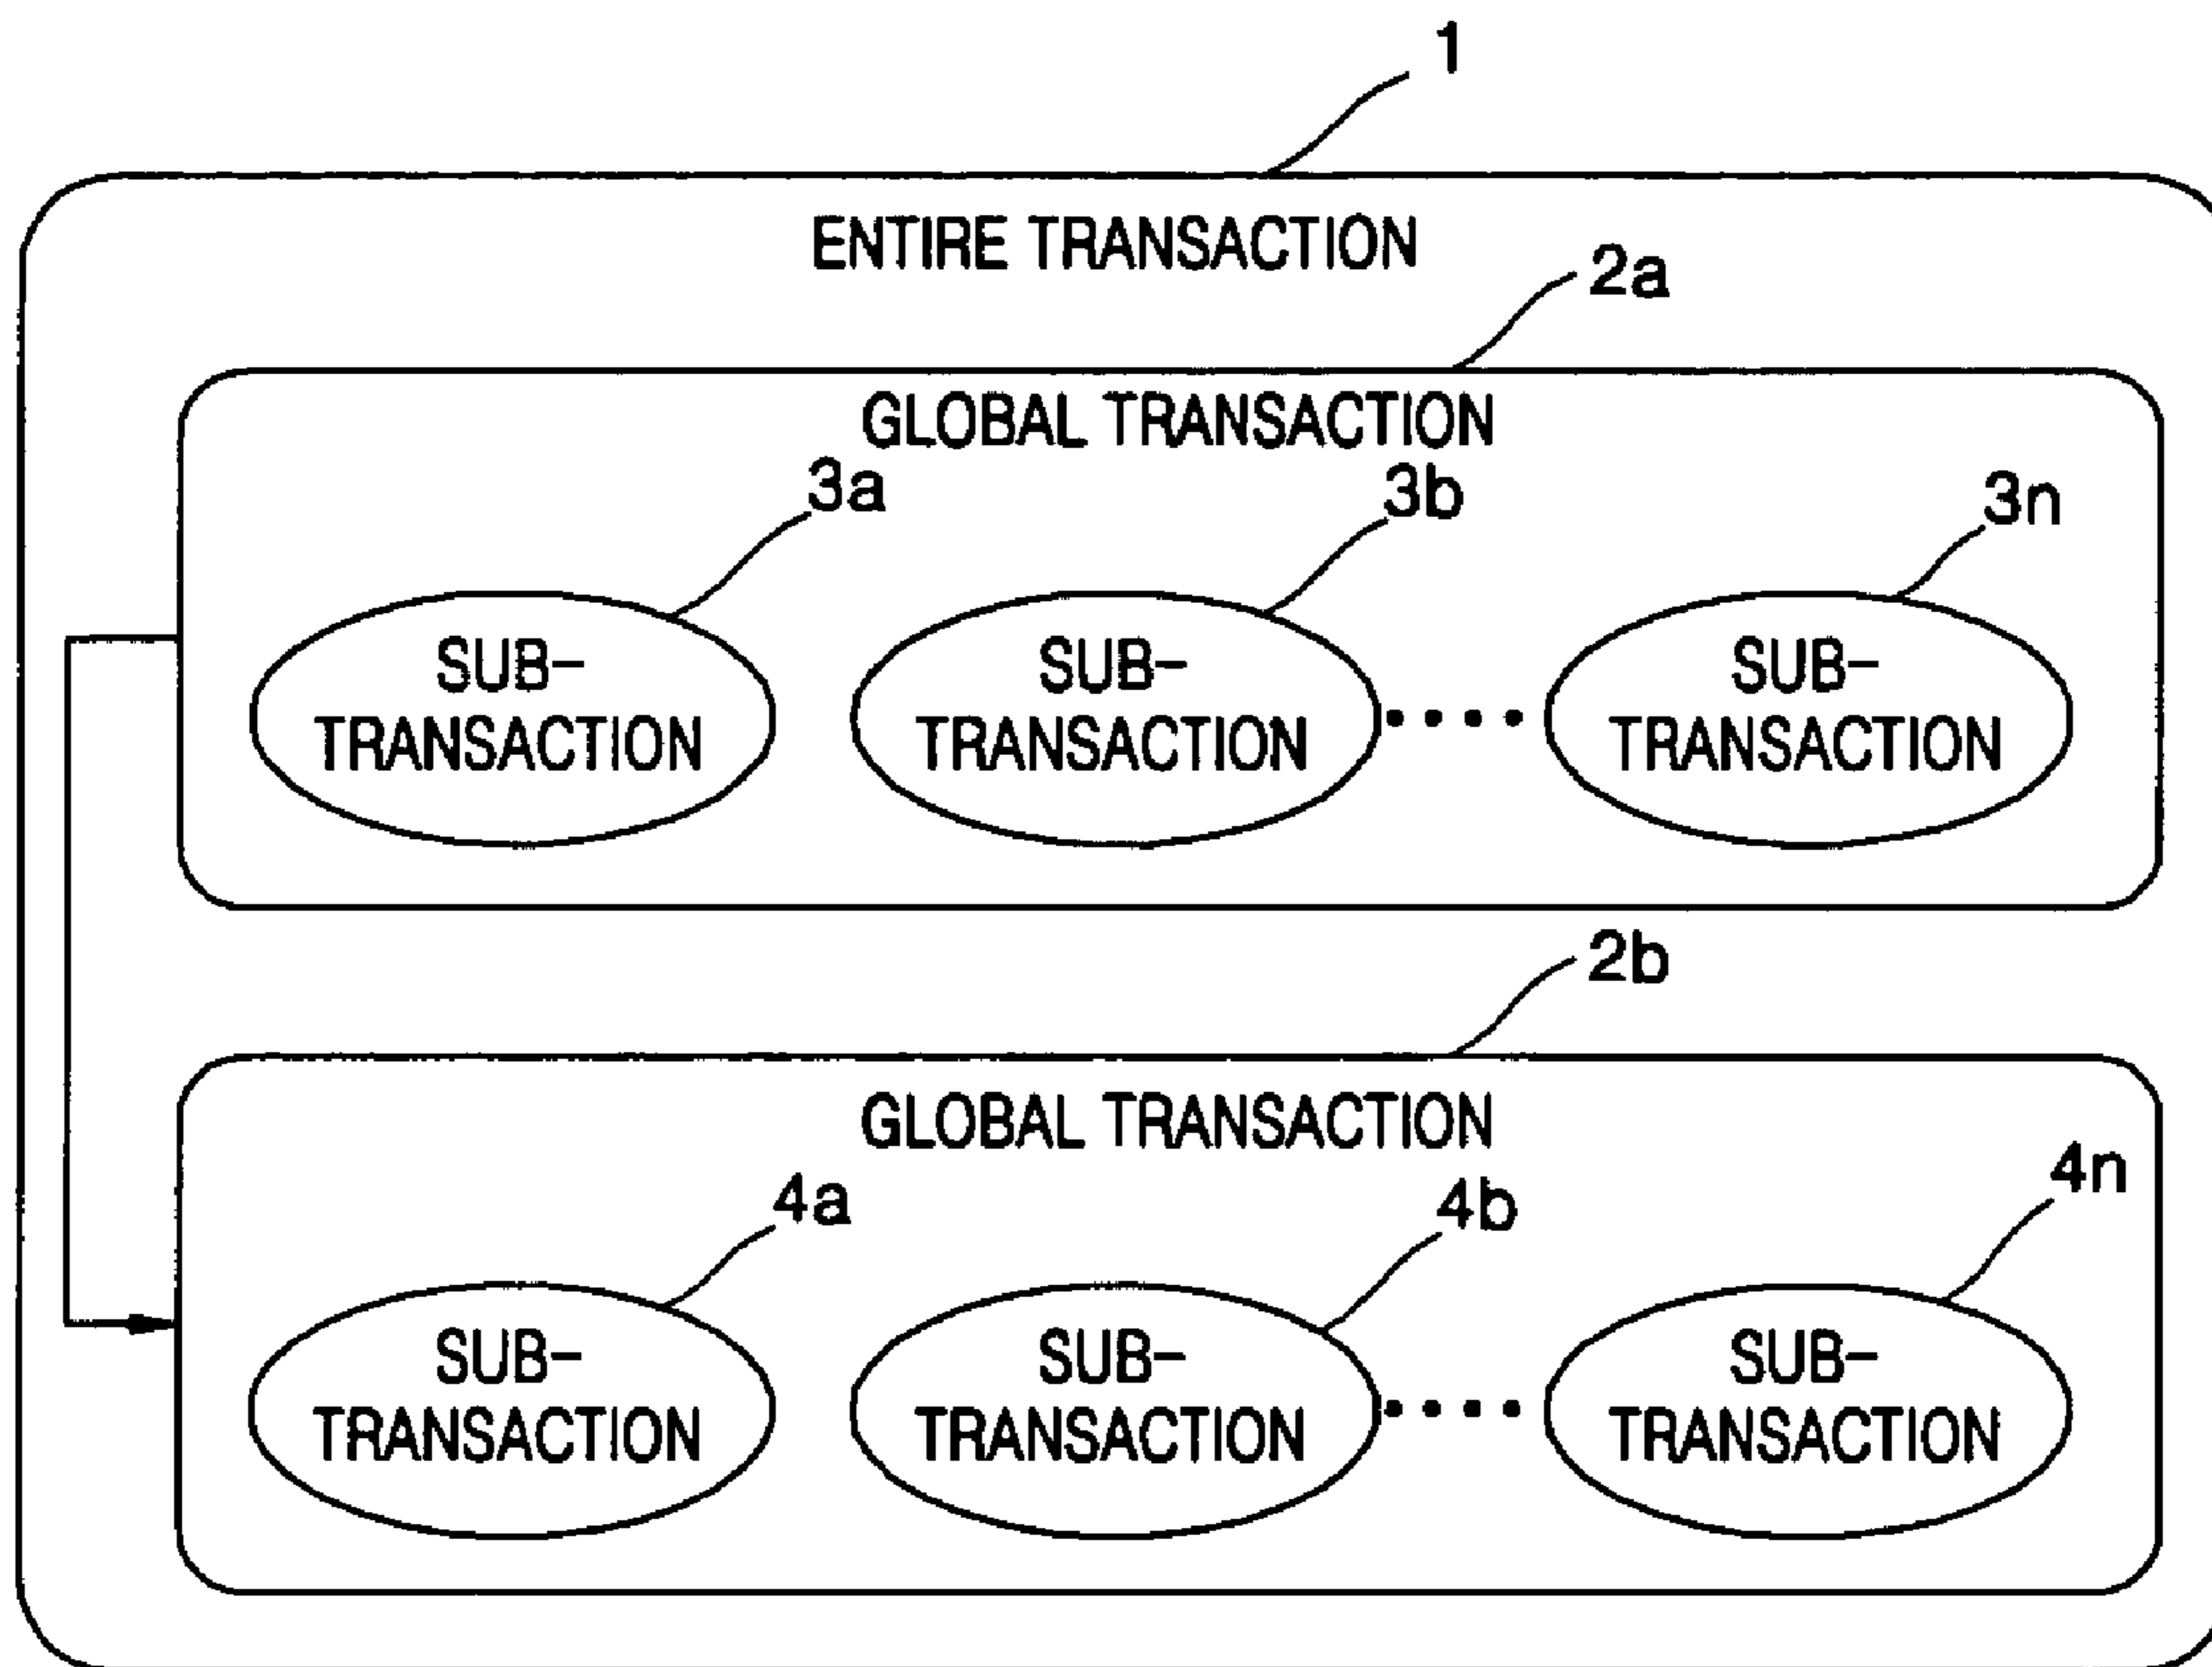 1
ENTIRE TRANSACTION
2a
GLOBAL TRANSACTION
3a
3b
3n
SUB-
TRANSACTION
SUB-
TRANSACTION
SUB-
TRANSACTION
2b
GLOBAL TRANSACTION
4a
4b
4n
SUB-
TRANSACTION
SUB-
TRANSACTION
SUB-
TRANSACTION